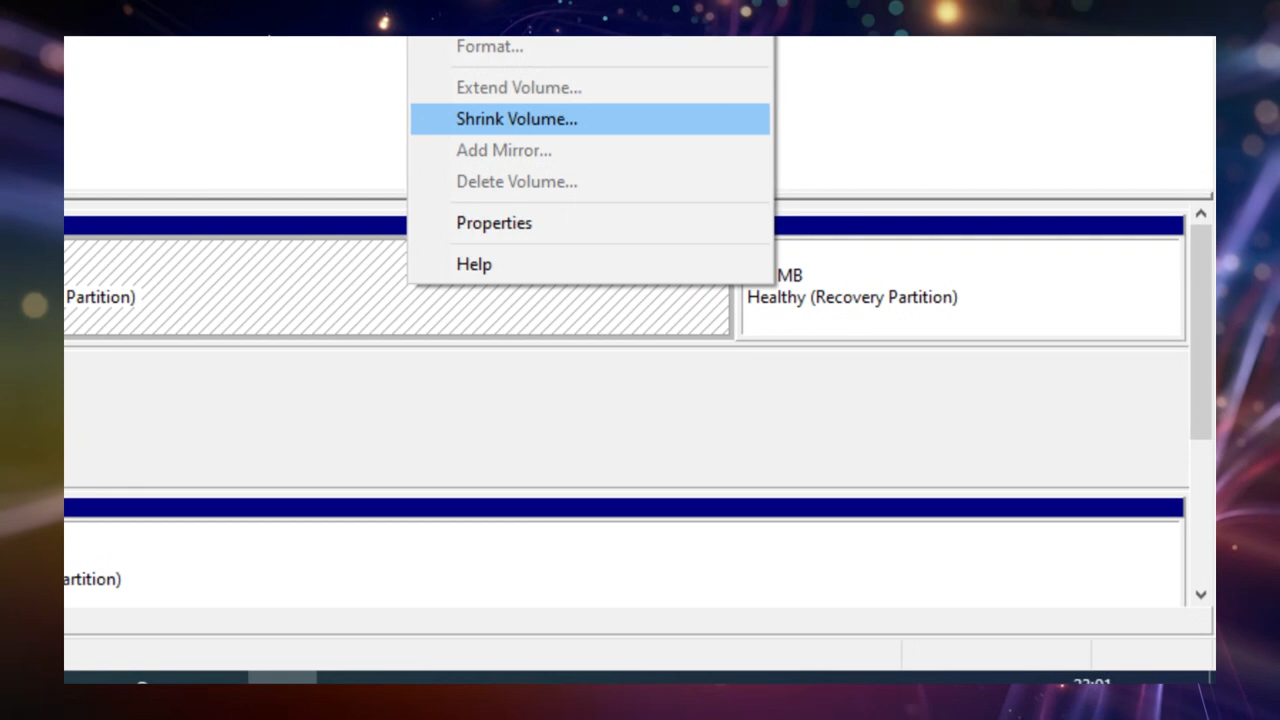 Format...
Extend Volume...
Shrink Volume...
Add Mirror...
Delete Volume...
Properties
Help
MB
Partition)
Healthy (Recovery Partition)
artition)